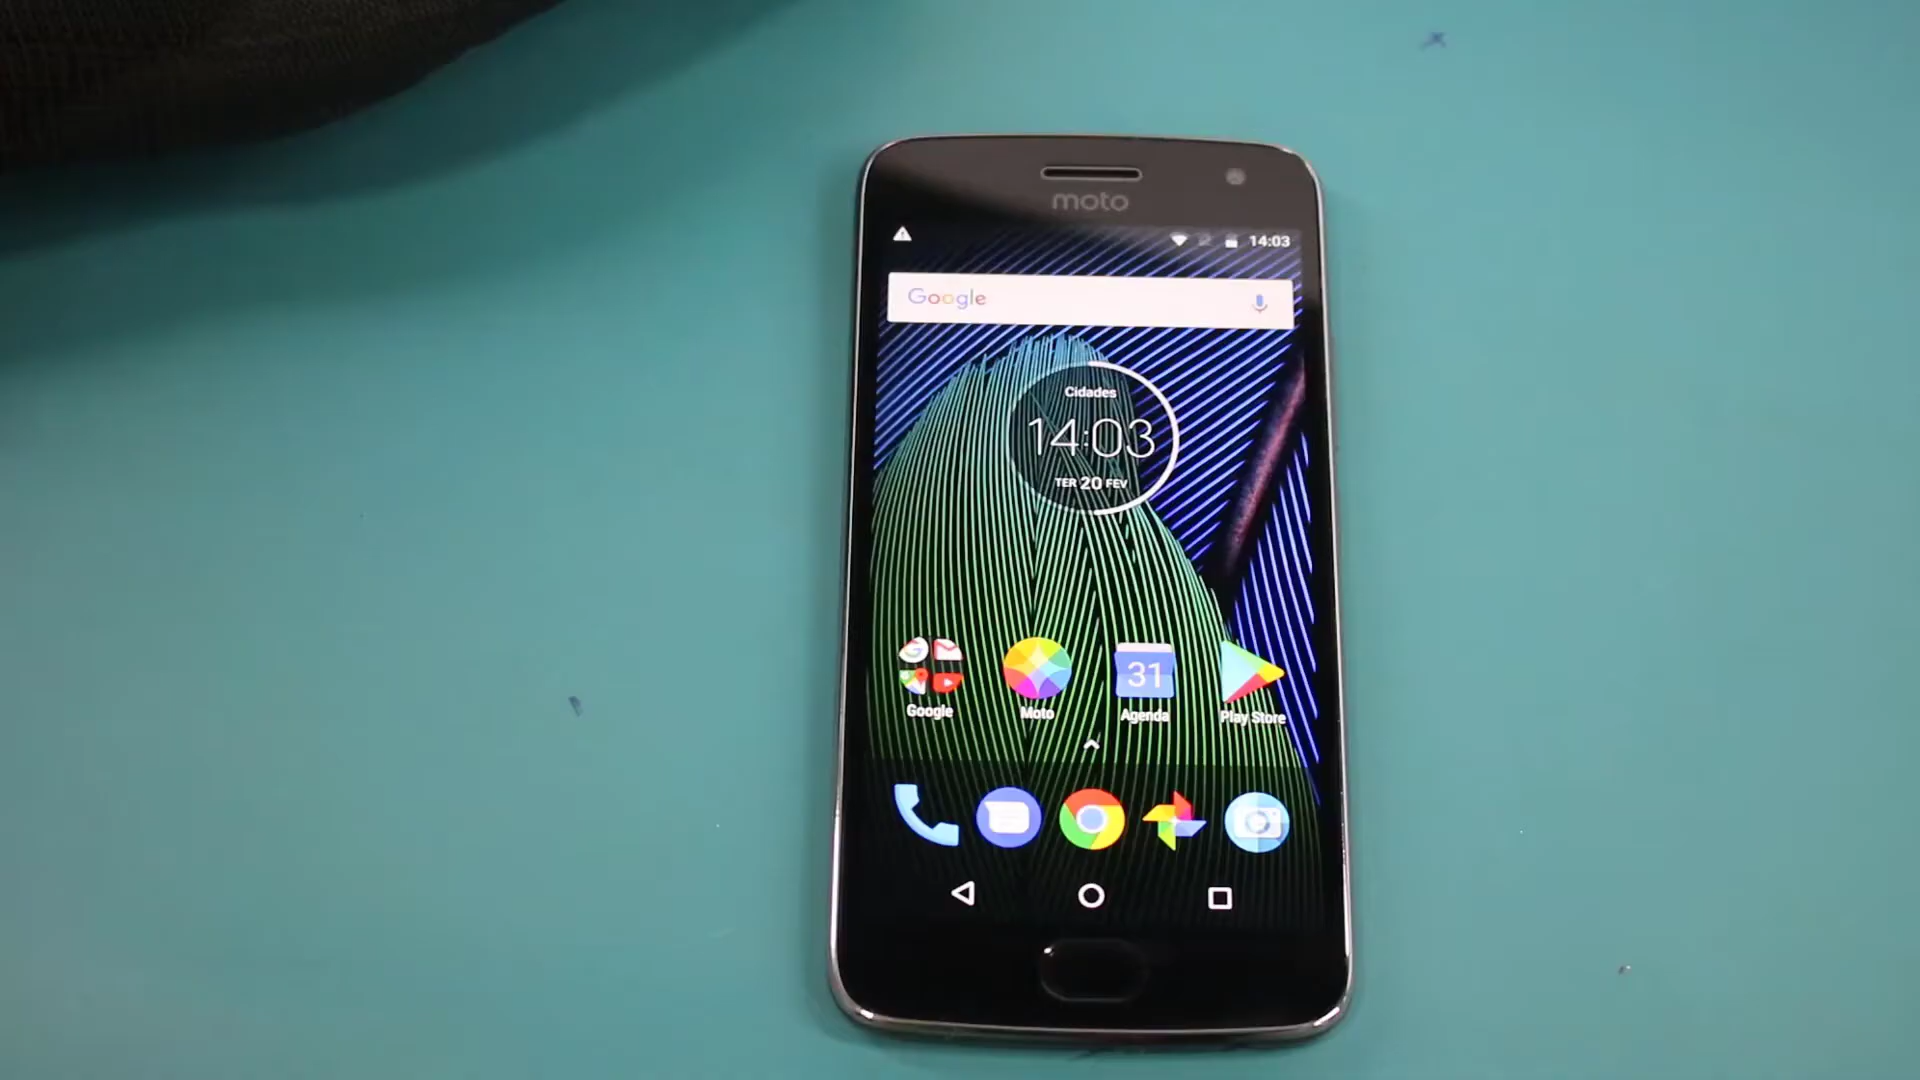 moto
14:03
Google
Cidades
14:03
TER 20 FEV
31
Google
Moto
Agenda
Play Store